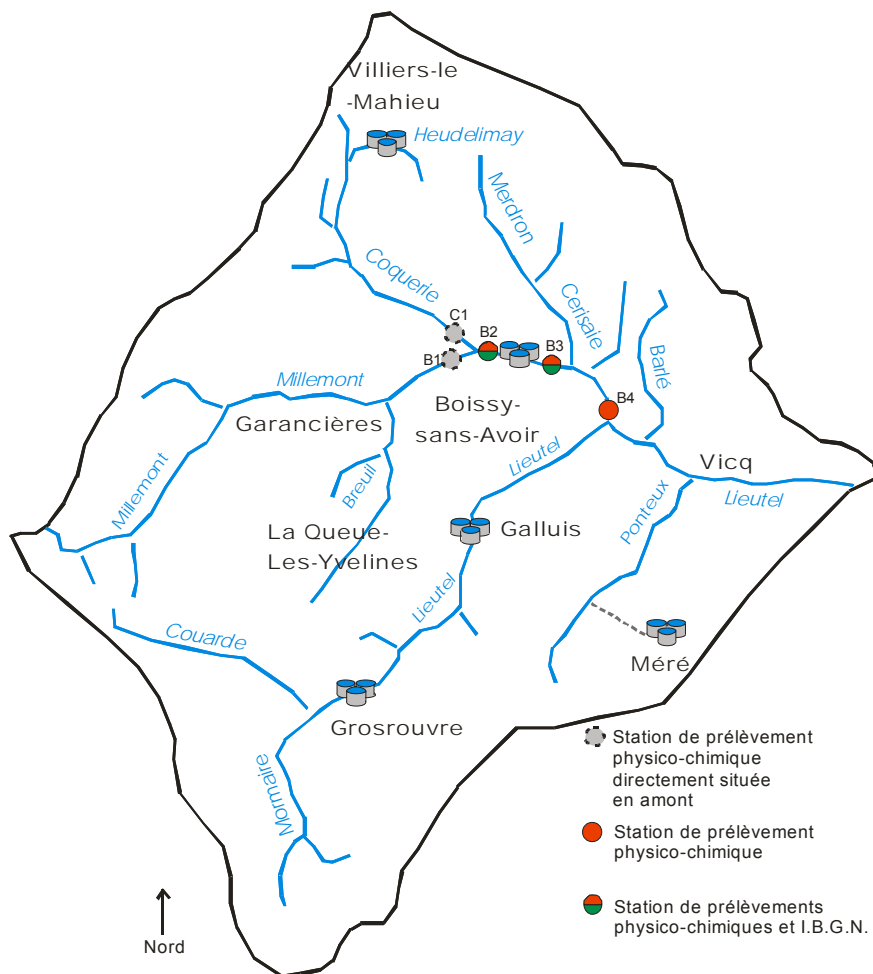 Villiers-le
-Mahieu
Heudelimay
Merdron
Coquerie
Cerisaie
C1
B2
B3
B1
Barlé
Millemont
B4
Garancières
Boissy-
sans-Avoir
Lieutel
Vicq
Breuil
Lieutel
Millemont
Ponteux
La Queue-
Les-Yvelines
Galluis
Lieutel
Couarde
Méré
Grosrouvre
Mormaire
Station de prélèvement
physico-chimique
directement située
en amont
Station de prélèvement
physico-chimique
Station de prélèvements
physico-chimiques et I.B.G.N.
Nord